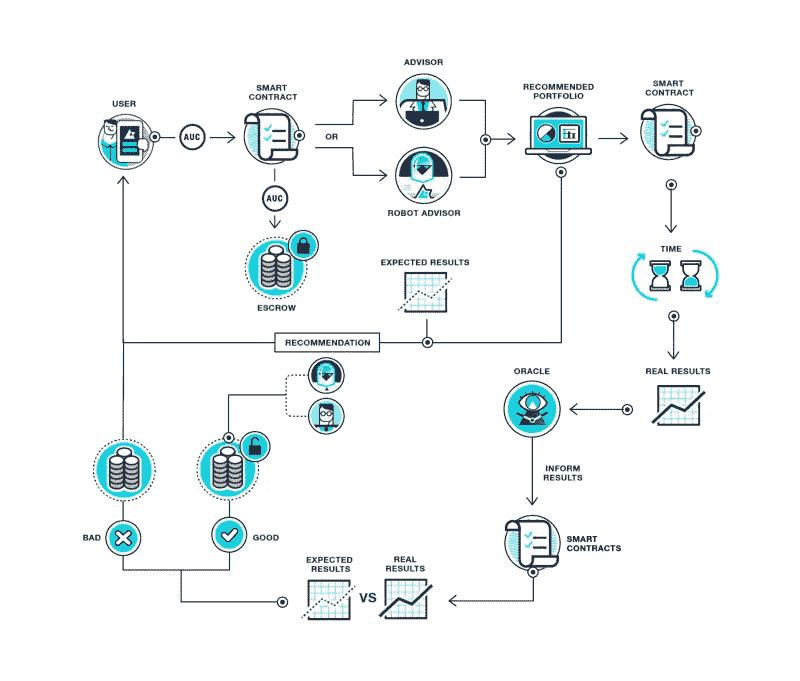 USER
AUC
SMART
CONTRACT
AUC
ESCROW
OR
ADVISOR
ROBOT ADVISOR
RECOMMENDED
PORTFOLIO
SMART
CONTRACT
TIME
REAL RESULTS
EXPECTED RESULTS
RECOMMENDATION
ORACLE
INFORM
RESULTS
SMART
CONTRACTS
BAD
GOOD
EXPECTED
RESULTS
VS
REAL
RESULTS